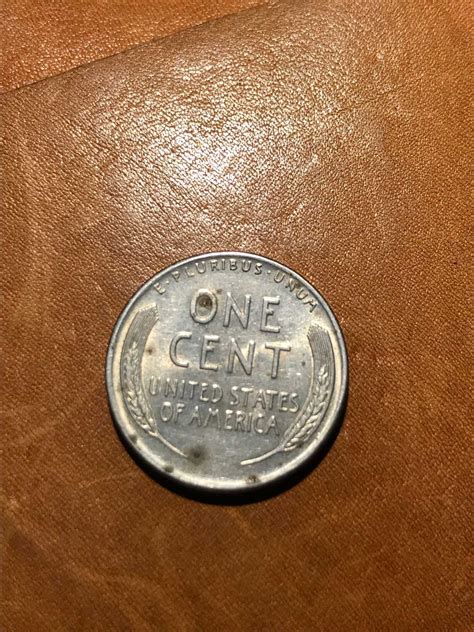 E·PLURIBUS·UNUM
ONE
CENT
UNITED STATES
OF AMERICA